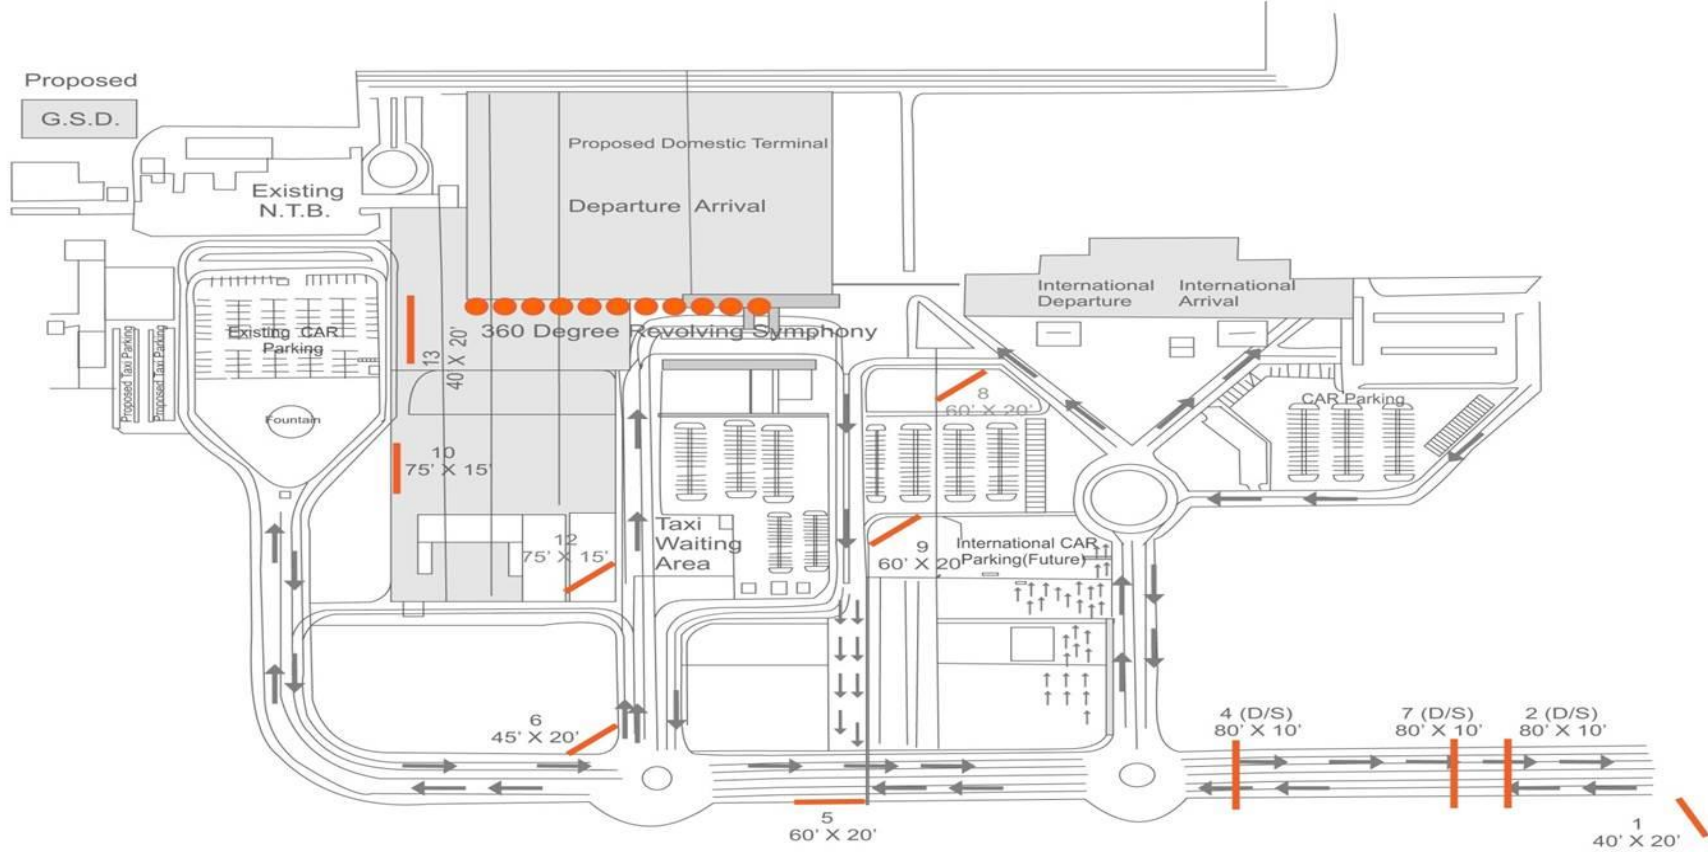 Proposed
G.S.D.
Existing
N.T.B.
Proposed Domestic Terminal
Departure Arrival
International
Departure
International
Arrival
360 Degree Revolving Symphony
Existing CAR
Parking
Proposed Taxi Parking
Proposed Taxi Parking
Fountain
13
40' X 20'
10
75' X 15'
12
75' X 15'
Taxi
Waiting
Area
8
60' X 20'
9
60' X 20'
International CAR
Parking(Future)
CAR Parking
6
45' X 20'
5
60' X 20'
4 (D/S)
80' X 10'
7 (D/S)
80' X 10'
2 (D/S)
80' X 10'
1
40' X 20'